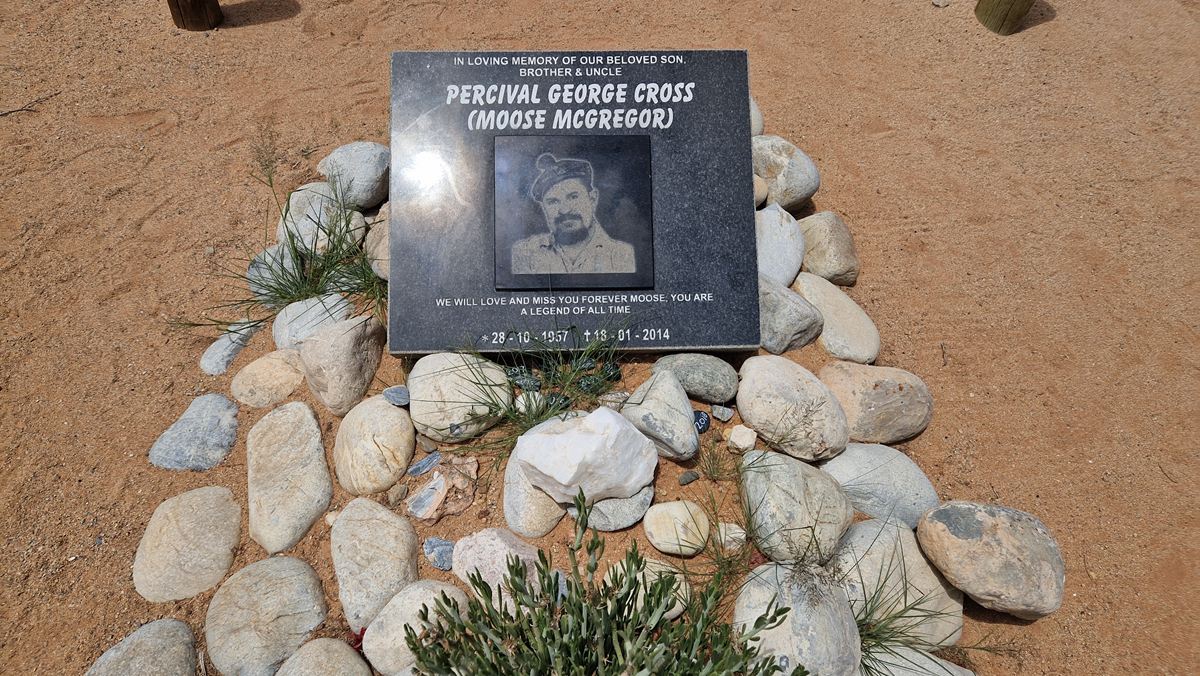 IN LOVING MEMORY OF OUR BELOVED SON,
BROTHER & UNCLE
PERCIVAL GEORGE CROSS
(MOOSE MCGREGOR)
WE WILL LOVE AND MISS YOU FOREVER MOOSE, YOU ARE
A LEGEND OF ALL TIME
* 28 - 10 - 1957 † 18 - 01 - 2014